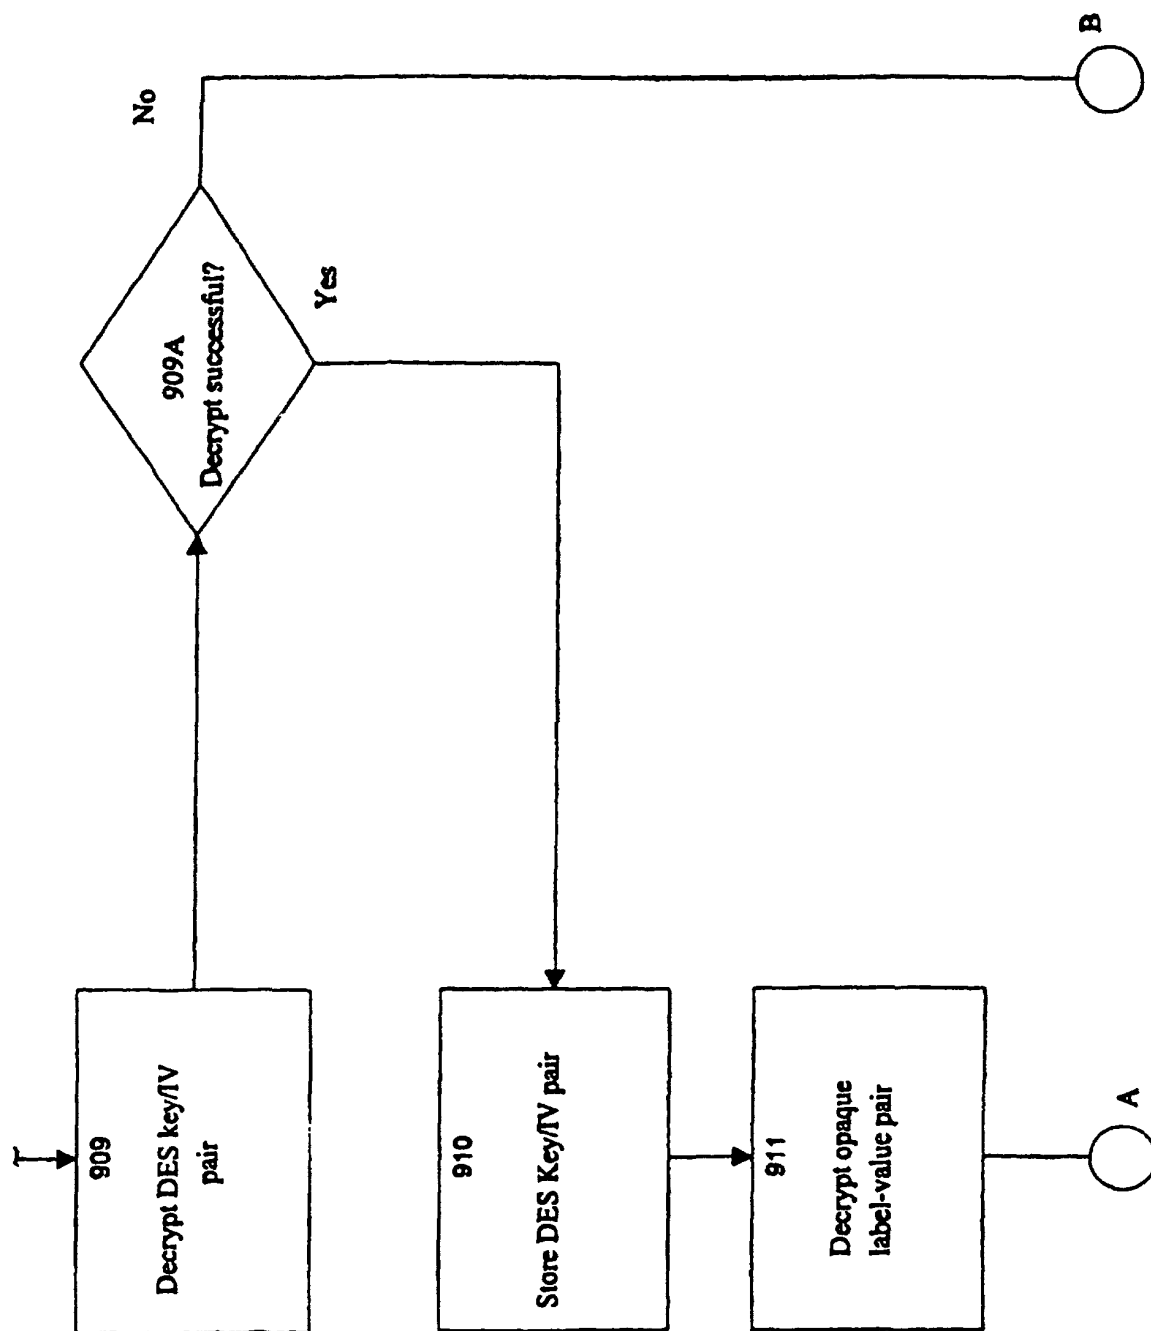 909
Decrypt DES key/IV
pair
909A
Decrypt successful?
No
Yes
910
Store DES Key/IV pair
911
Decrypt opaque
label-value pair
A
B